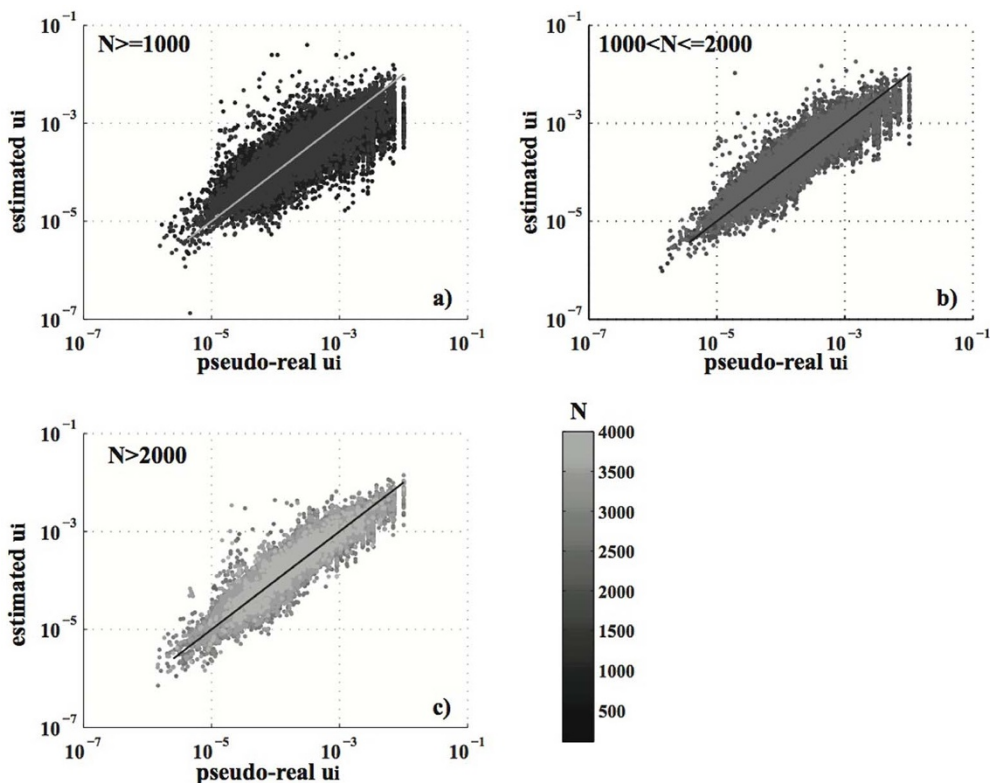 10⁻¹
N>=1000
10⁻³
estimated ui
10⁻⁵
a)
10⁻⁷
10⁻⁷ 10⁻⁵ 10⁻³ 10⁻¹
pseudo-real ui
10⁻¹
1000<N<=2000
10⁻³
estimated ui
10⁻⁵
b)
10⁻⁷
10⁻⁷ 10⁻⁵ 10⁻³ 10⁻¹
pseudo-real ui
10⁻¹
N>2000
10⁻³
estimated ui
10⁻⁵
c)
10⁻⁷
10⁻⁷ 10⁻⁵ 10⁻³ 10⁻¹
pseudo-real ui
N
4000
3500
3000
2500
2000
1500
1000
500